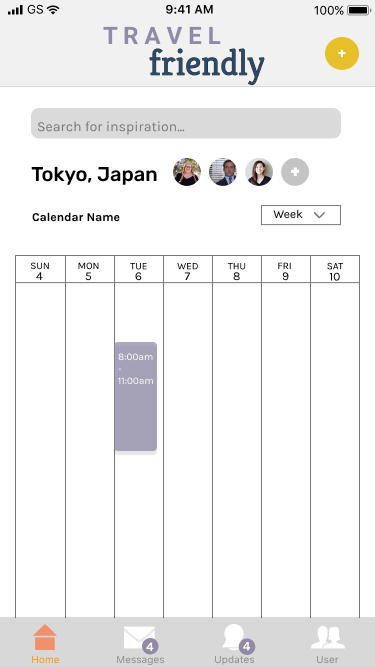 GS 9:41 AM 100%
TRAVEL
friendly
+
Search for inspiration...
Tokyo, Japan +
Calendar Name Week
SUN MON TUE WED THU FRI SAT
4 5 6 7 8 9 10
8:00am
-
11:00am
4 4
Home Messages Updates User